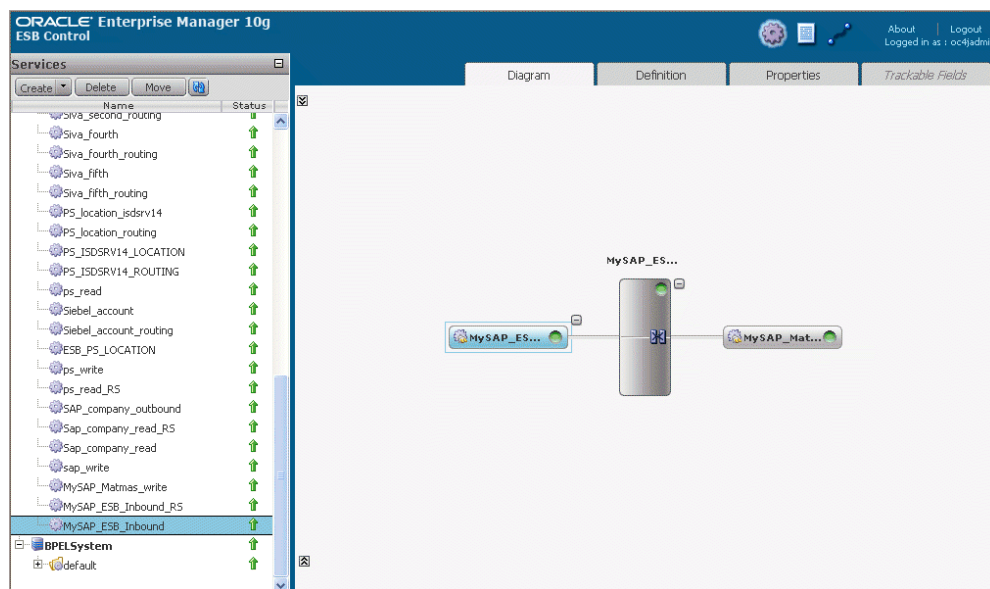 ORACLE Enterprise Manager 10g
ESB Control
About | Logout
Logged in as : oc4jadmi
Services
Create Delete Move
Name Status
Siva_second_routing
Siva_fourth
Siva_fourth_routing
Siva_fifth
Siva_fifth_routing
PS_location_isdsrv14
PS_location_routing
PS_ISDSRV14_LOCATION
PS_ISDSRV14_ROUTING
ps_read
Siebel_account
Siebel_account_routing
ESB_PS_LOCATION
ps_write
ps_read_RS
SAP_company_outbound
Sap_company_read_RS
Sap_company_read
sap_write
MySAP_Matmas_write
MySAP_ESB_Inbound_RS
MySAP_ESB_Inbound
BPELSystem
default
Diagram Definition Properties Trackable Fields
MySAP_ES...
MySAP_ES... MySAP_Mat...